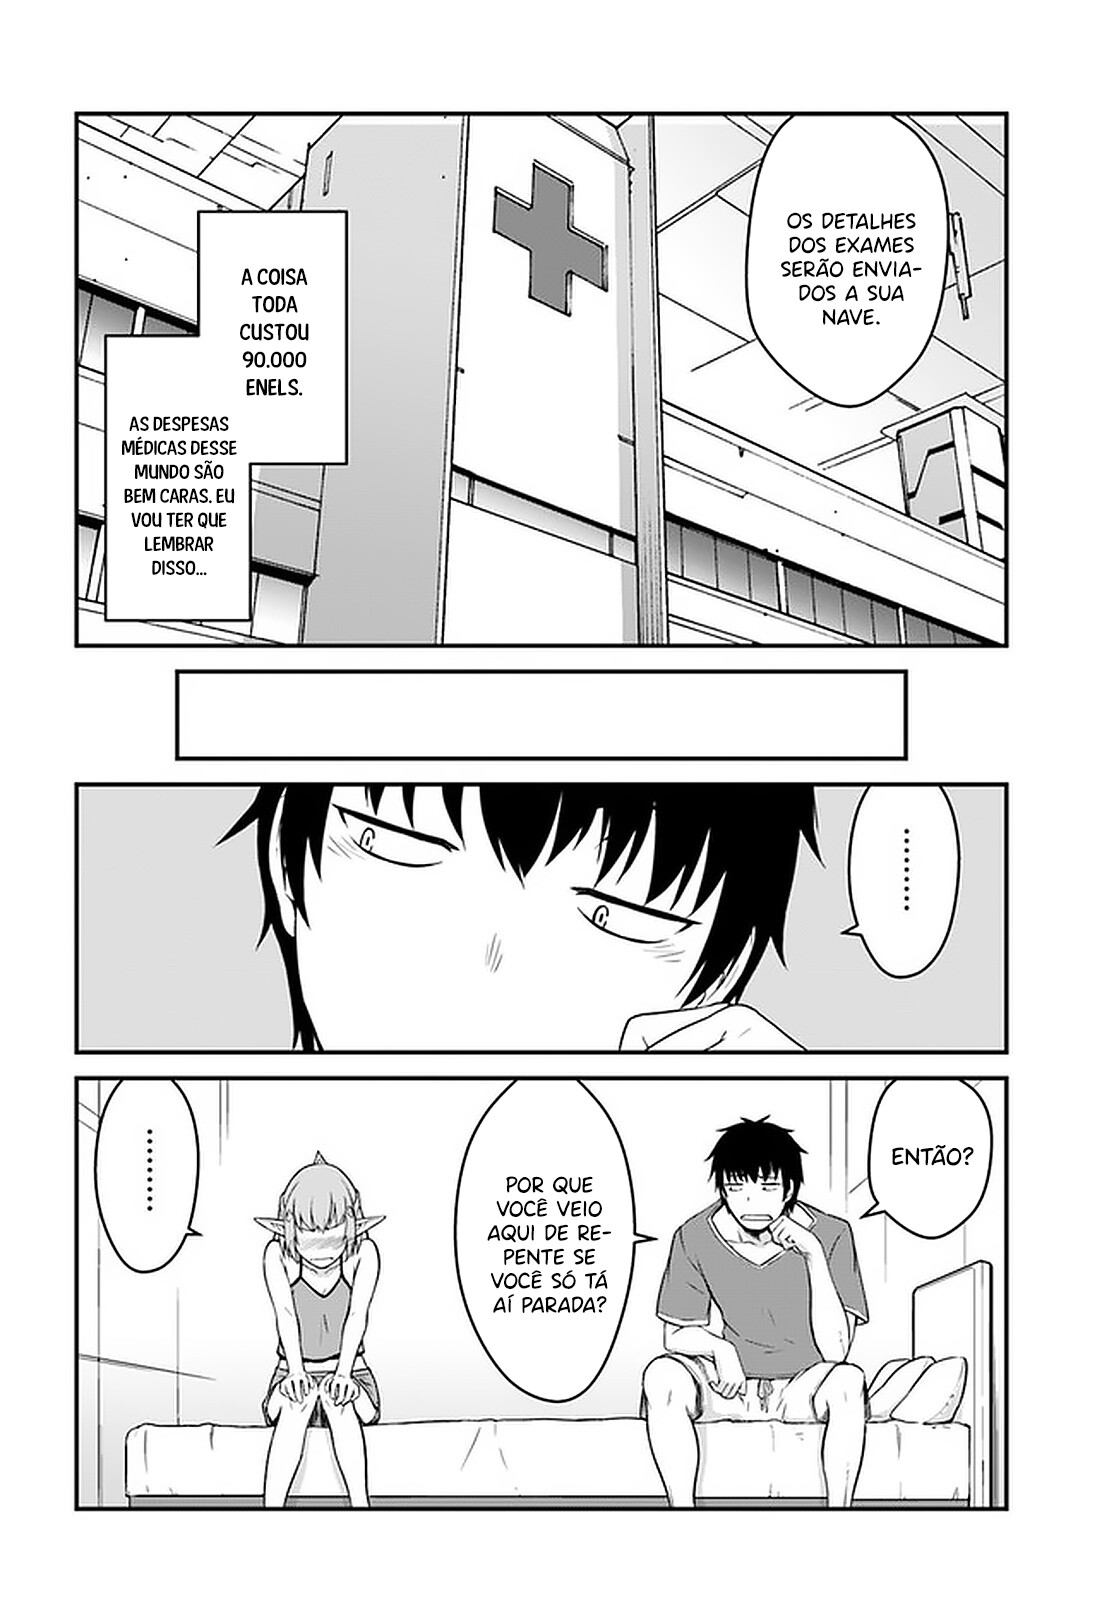 OS DETALHES
DOS EXAMES
SERÃO ENVIA-
DOS A SUA
NAVE.
A COISA
TODA
CUSTOU
90.000
ENELS.
AS DESPESAS
MÉDICAS DESSE
MUNDO SÃO
BEM CARAS. EU
VOU TER QUE
LEMBRAR
DISSO...
.........
ENTÃO?
POR QUE
VOCÊ VEIO
AQUI DE RE-
PENTE SE
VOCÊ SÓ TÁ
AÍ PARADA?
.........